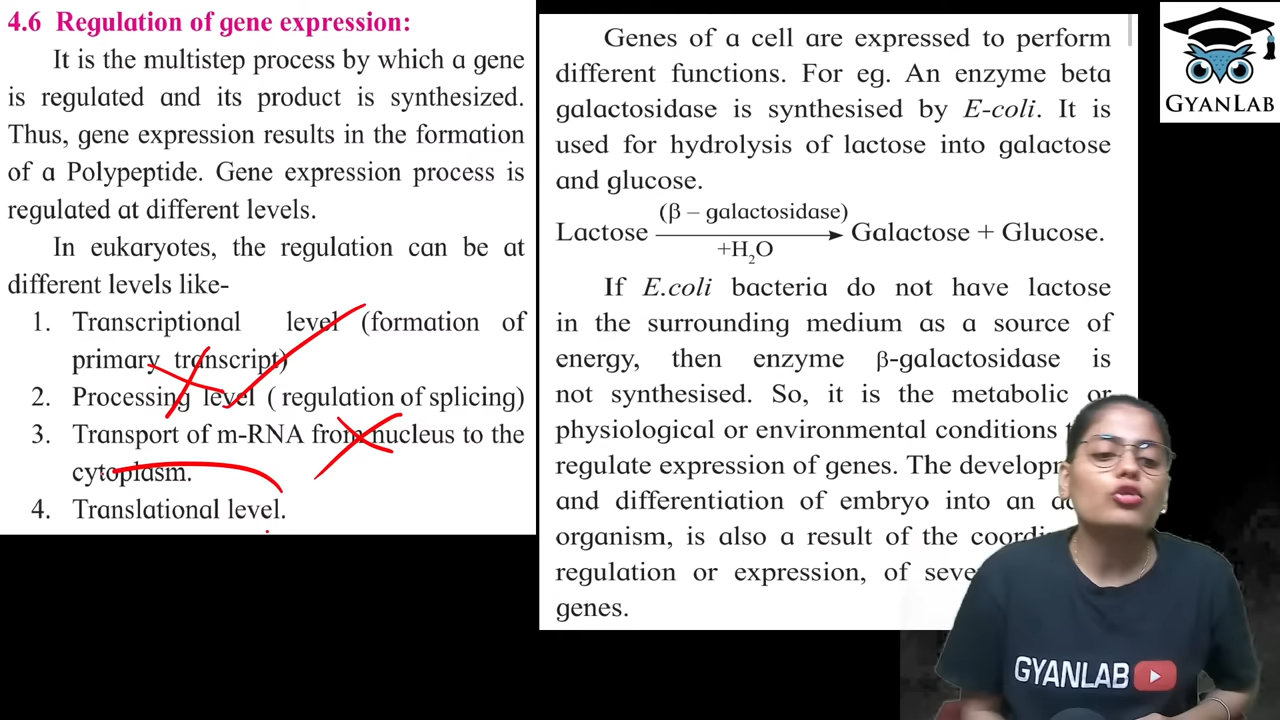 4.6 Regulation of gene expression:
It is the multistep process by which a gene
is regulated and its product is synthesized.
Thus, gene expression results in the formation
of a Polypeptide. Gene expression process is
regulated at different levels.
In eukaryotes, the regulation can be at
different levels like-
1. Transcriptional level (formation of
primary transcript)
2. Processing level ( regulation of splicing)
3. Transport of m-RNA from nucleus to the
cytoplasm.
4. Translational level.
Genes of a cell are expressed to perform
different functions. For eg. An enzyme beta
galactosidase is synthesised by E-coli. It is
used for hydrolysis of lactose into galactose
and glucose.
(β – galactosidase)
Lactose Galactose + Glucose.
+H₂O
If E.coli bacteria do not have lactose
in the surrounding medium as a source of
energy, then enzyme β-galactosidase is
not synthesised. So, it is the metabolic or
physiological or environmental conditions
regulate expression of genes. The
and differentiation of embryo into an
organism, is also a result of the
regulation or expression, of
genes.
GYANLAB
GYANLAB